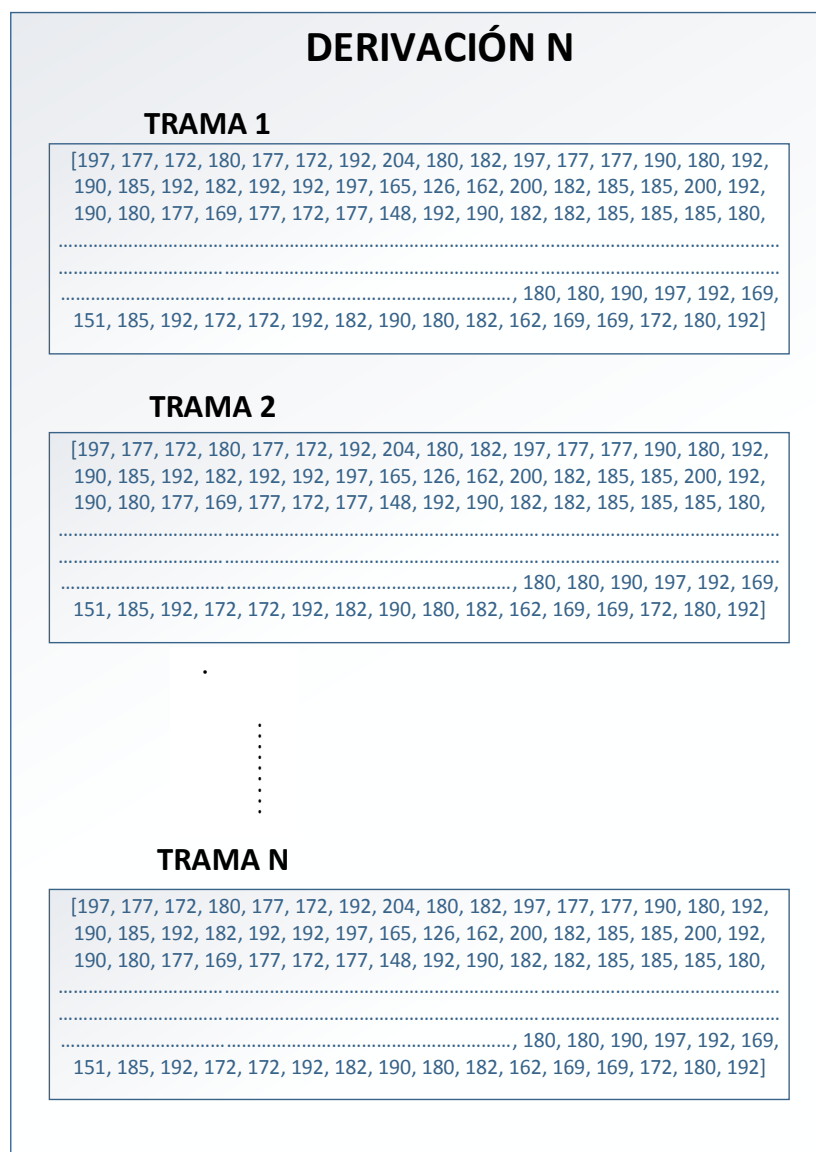 DERIVACIÓN N
TRAMA 1
[197, 177, 172, 180, 177, 172, 192, 204, 180, 182, 197, 177, 177, 190, 180, 192,
190, 185, 192, 182, 192, 192, 197, 165, 126, 162, 200, 182, 185, 185, 200, 192,
190, 180, 177, 169, 177, 172, 177, 148, 192, 190, 182, 182, 185, 185, 185, 180,
........................................................................................................................
........................................................................................................................
..........................................................................., 180, 180, 190, 197, 192, 169,
151, 185, 192, 172, 172, 192, 182, 190, 180, 182, 162, 169, 169, 172, 180, 192]
TRAMA 2
[197, 177, 172, 180, 177, 172, 192, 204, 180, 182, 197, 177, 177, 190, 180, 192,
190, 185, 192, 182, 192, 192, 197, 165, 126, 162, 200, 182, 185, 185, 200, 192,
190, 180, 177, 169, 177, 172, 177, 148, 192, 190, 182, 182, 185, 185, 185, 180,
........................................................................................................................
........................................................................................................................
..........................................................................., 180, 180, 190, 197, 192, 169,
151, 185, 192, 172, 172, 192, 182, 190, 180, 182, 162, 169, 169, 172, 180, 192]
.
.........
TRAMA N
[197, 177, 172, 180, 177, 172, 192, 204, 180, 182, 197, 177, 177, 190, 180, 192,
190, 185, 192, 182, 192, 192, 197, 165, 126, 162, 200, 182, 185, 185, 200, 192,
190, 180, 177, 169, 177, 172, 177, 148, 192, 190, 182, 182, 185, 185, 185, 180,
........................................................................................................................
........................................................................................................................
..........................................................................., 180, 180, 190, 197, 192, 169,
151, 185, 192, 172, 172, 192, 182, 190, 180, 182, 162, 169, 169, 172, 180, 192]